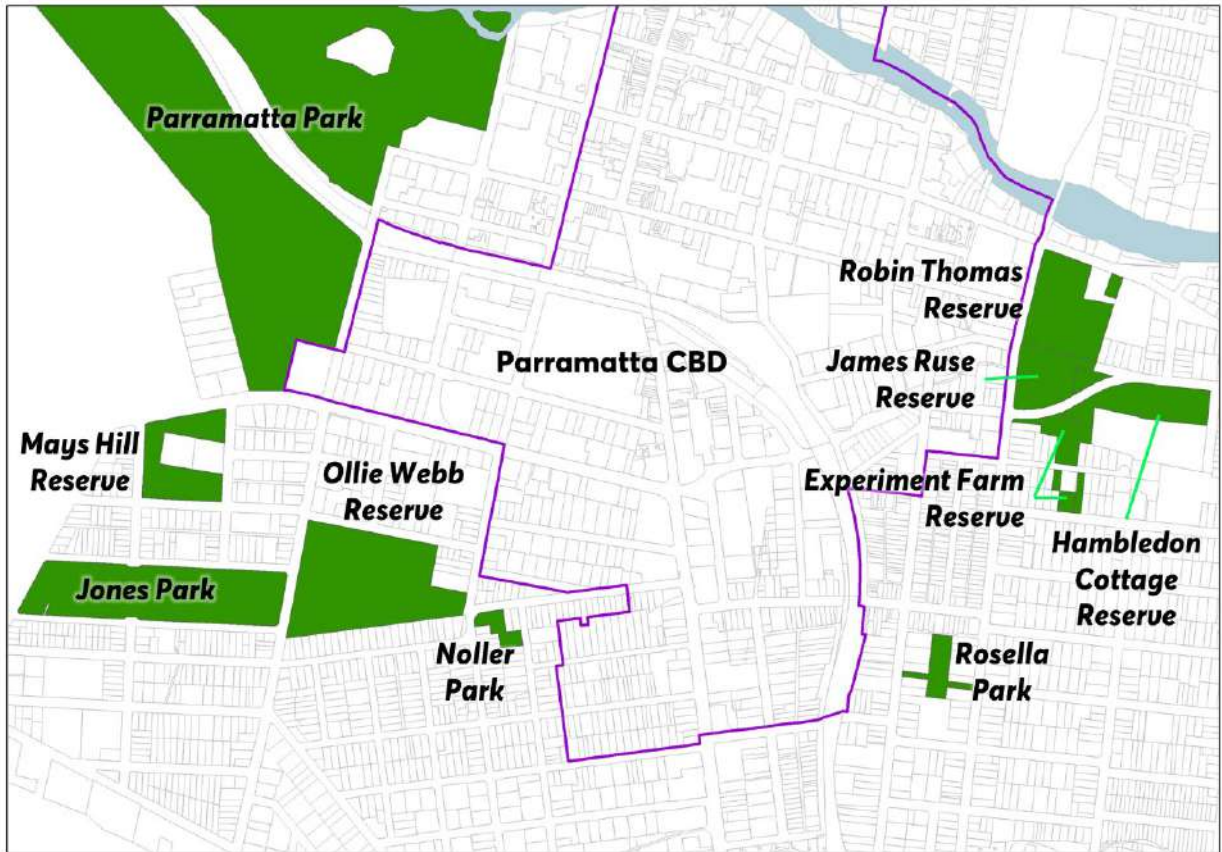 Parramatta Park
Robin Thomas
Reserve
Parramatta CBD
James Ruse
Reserve
Mays Hill
Reserve
Ollie Webb
Reserve
Experiment Farm
Reserve
Hambledon
Cottage
Reserve
Jones Park
Noller
Park
Rosella
Park